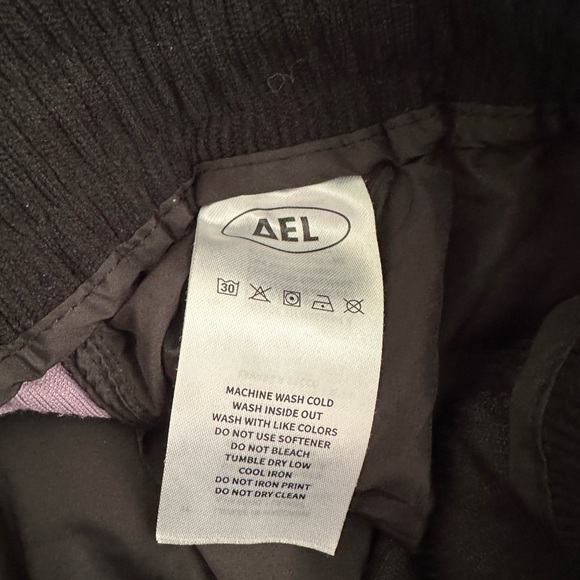 ΔEL
30
MACHINE WASH COLD
WASH INSIDE OUT
WASH WITH LIKE COLORS
DO NOT USE SOFTENER
DO NOT BLEACH
TUMBLE DRY LOW
COOL IRON
DO NOT IRON PRINT
DO NOT DRY CLEAN